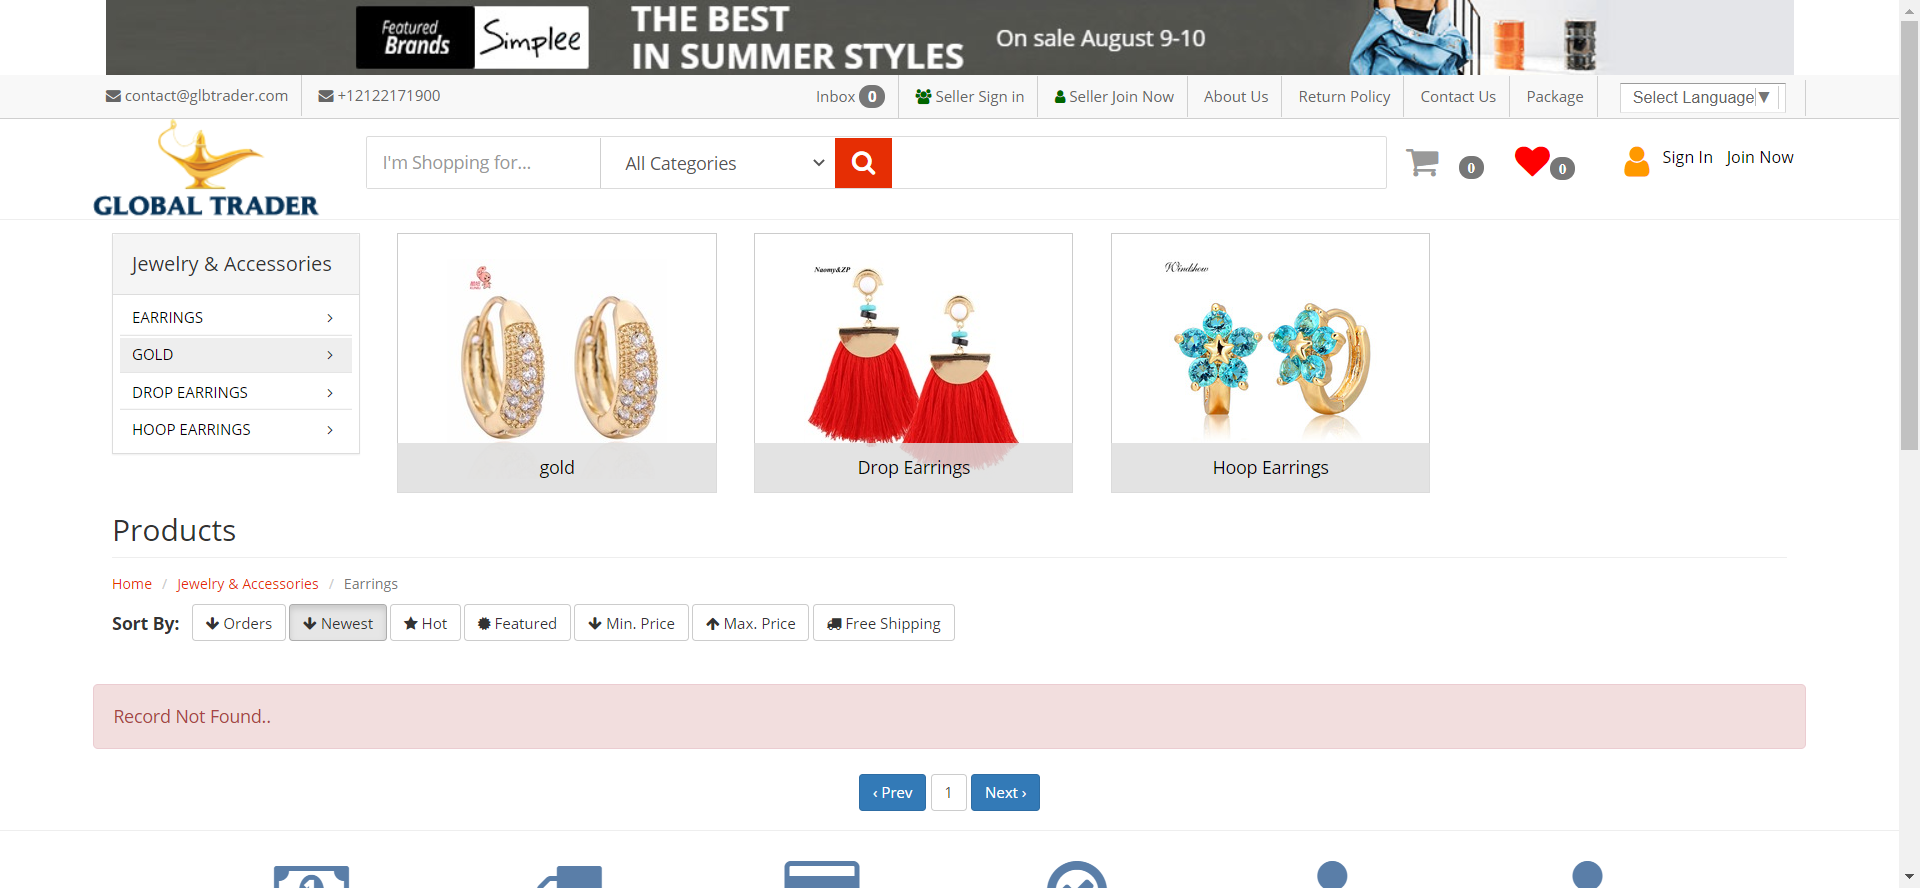 Featured
Brands
Simplee
THE BEST
IN SUMMER STYLES
On sale August 9-10
contact@glbtrader.com
+12122171900
Inbox 0
Seller Sign in
Seller Join Now
About Us
Return Policy
Contact Us
Package
Select Language ▼
GLOBAL TRADER
I'm Shopping for...
All Categories
0
0
Sign In
Join Now
Jewelry & Accessories
EARRINGS
GOLD
DROP EARRINGS
HOOP EARRINGS
gold
Naomy&ZP
Drop Earrings
Windshow
Hoop Earrings
Products
Home / Jewelry & Accessories / Earrings
Sort By:
Orders
Newest
Hot
Featured
Min. Price
Max. Price
Free Shipping
Record Not Found..
‹ Prev
1
Next ›